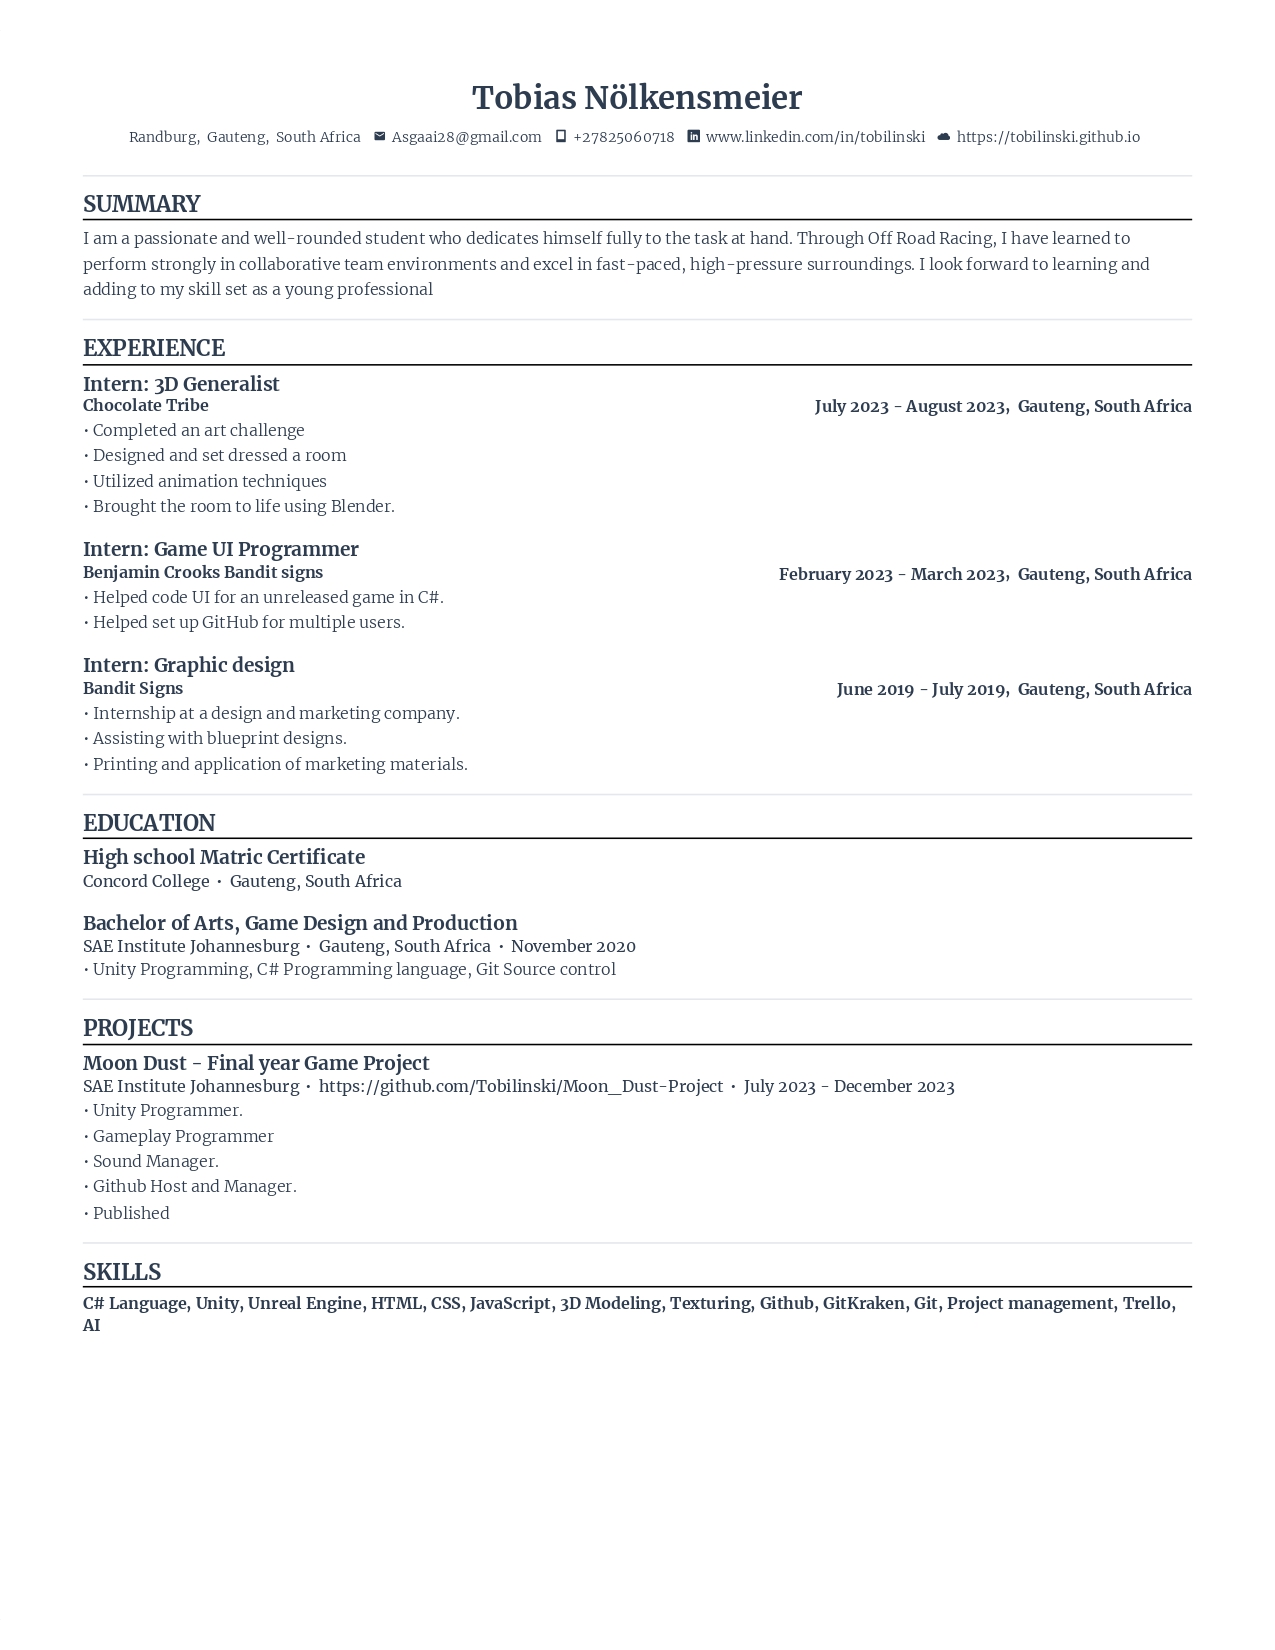 Tobias Nölkensmeier
Randburg, Gauteng, South Africa Asgaai28@gmail.com +27825060718 www.linkedin.com/in/tobilinski https://tobilinski.github.io
SUMMARY
I am a passionate and well-rounded student who dedicates himself fully to the task at hand. Through Off Road Racing, I have learned to
perform strongly in collaborative team environments and excel in fast-paced, high-pressure surroundings. I look forward to learning and
adding to my skill set as a young professional
EXPERIENCE
Intern: 3D Generalist
Chocolate Tribe July 2023 - August 2023, Gauteng, South Africa
• Completed an art challenge
• Designed and set dressed a room
• Utilized animation techniques
• Brought the room to life using Blender.
Intern: Game UI Programmer
Benjamin Crooks Bandit signs February 2023 - March 2023, Gauteng, South Africa
• Helped code UI for an unreleased game in C#.
• Helped set up GitHub for multiple users.
Intern: Graphic design
Bandit Signs June 2019 - July 2019, Gauteng, South Africa
• Internship at a design and marketing company.
• Assisting with blueprint designs.
• Printing and application of marketing materials.
EDUCATION
High school Matric Certificate
Concord College • Gauteng, South Africa
Bachelor of Arts, Game Design and Production
SAE Institute Johannesburg • Gauteng, South Africa • November 2020
• Unity Programming, C# Programming language, Git Source control
PROJECTS
Moon Dust - Final year Game Project
SAE Institute Johannesburg • https://github.com/Tobilinski/Moon_Dust-Project • July 2023 - December 2023
• Unity Programmer.
• Gameplay Programmer
• Sound Manager.
• Github Host and Manager.
• Published
SKILLS
C# Language, Unity, Unreal Engine, HTML, CSS, JavaScript, 3D Modeling, Texturing, Github, GitKraken, Git, Project management, Trello,
AI